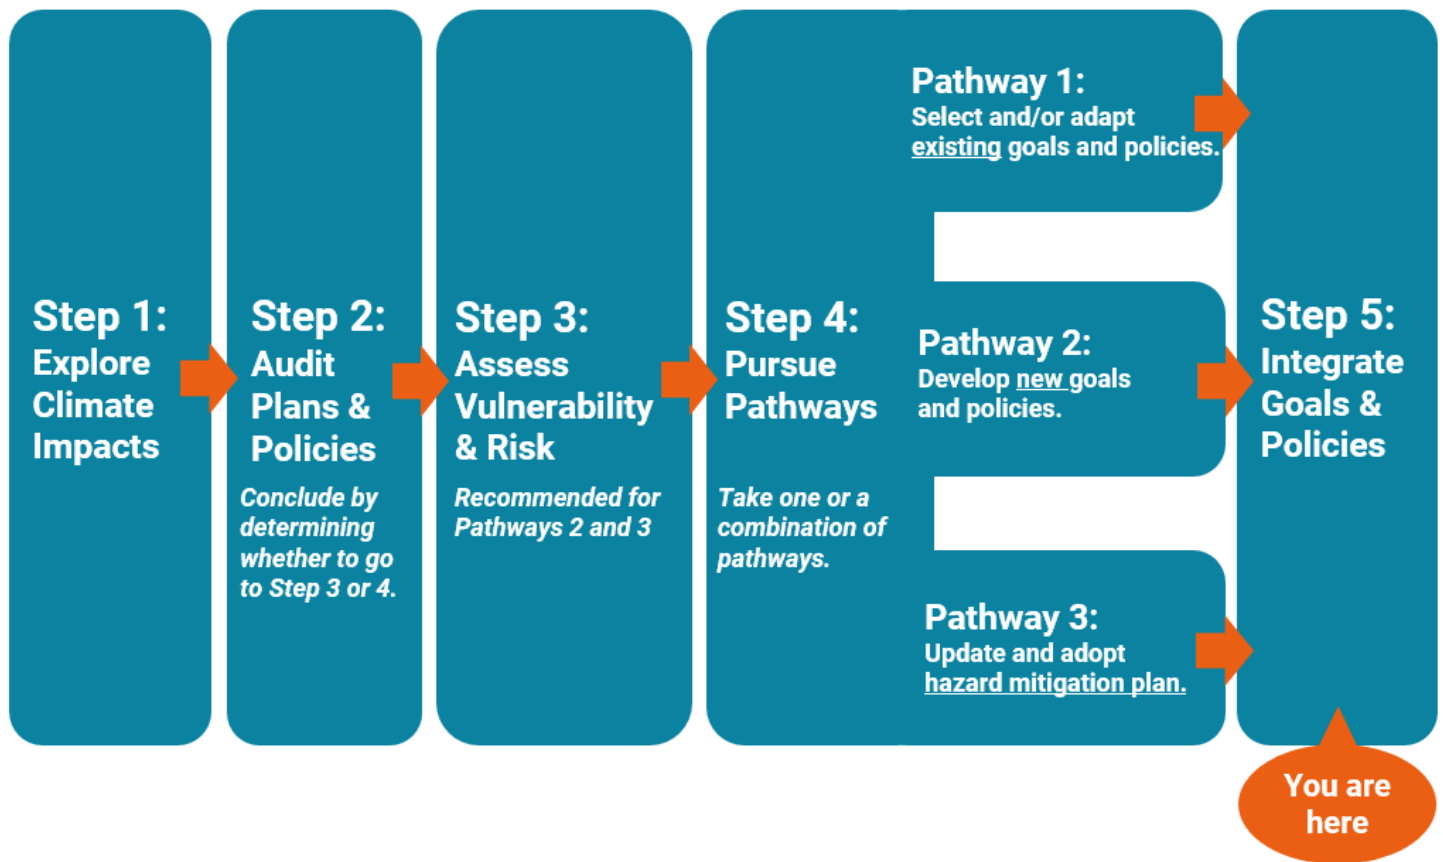 Step 1:
Explore
Climate
Impacts
Step 2:
Audit
Plans &
Policies
Conclude by
determining
whether to go
to Step 3 or 4.
Step 3:
Assess
Vulnerability
& Risk
Recommended for
Pathways 2 and 3
Step 4:
Pursue
Pathways
Take one or a
combination of
pathways.
Pathway 1:
Select and/or adapt
existing goals and policies.
Pathway 2:
Develop new goals
and policies.
Pathway 3:
Update and adopt
hazard mitigation plan.
Step 5:
Integrate
Goals &
Policies
You are
here